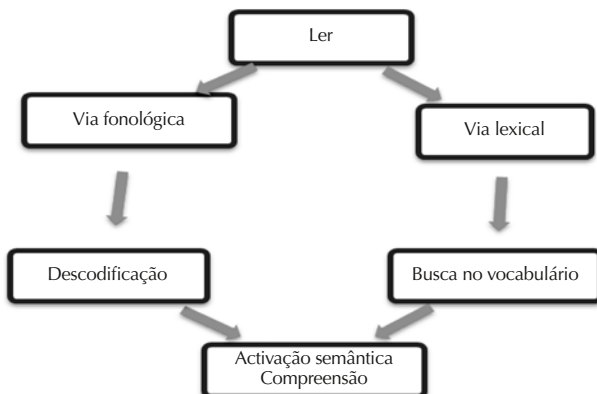 Ler
Via fonológica
Via lexical
Descodificação
Busca no vocabulário
Activação semântica
Compreensão